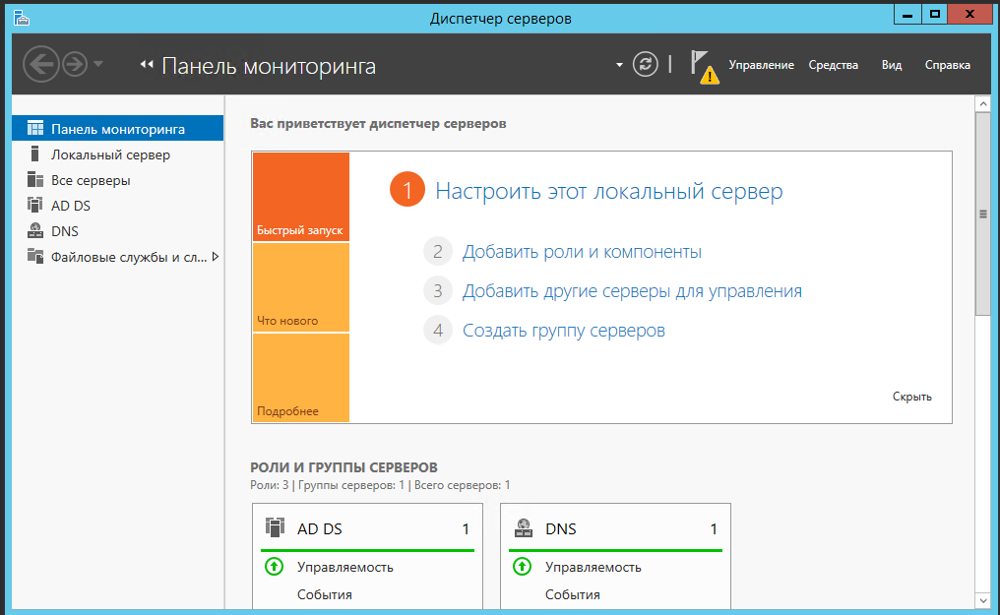 Диспетчер серверов
Панель мониторинга
Управление Средства Вид Справка
Панель мониторинга
Локальный сервер
Все серверы
AD DS
DNS
Файловые службы и сл...
Вас приветствует диспетчер серверов
Быстрый запуск
Что нового
Подробнее
1 Настроить этот локальный сервер
2 Добавить роли и компоненты
3 Добавить другие серверы для управления
4 Создать группу серверов
Скрыть
РОЛИ И ГРУППЫ СЕРВЕРОВ
Роли: 3 | Группы серверов: 1 | Всего серверов: 1
AD DS 1
Управляемость
События
DNS 1
Управляемость
События